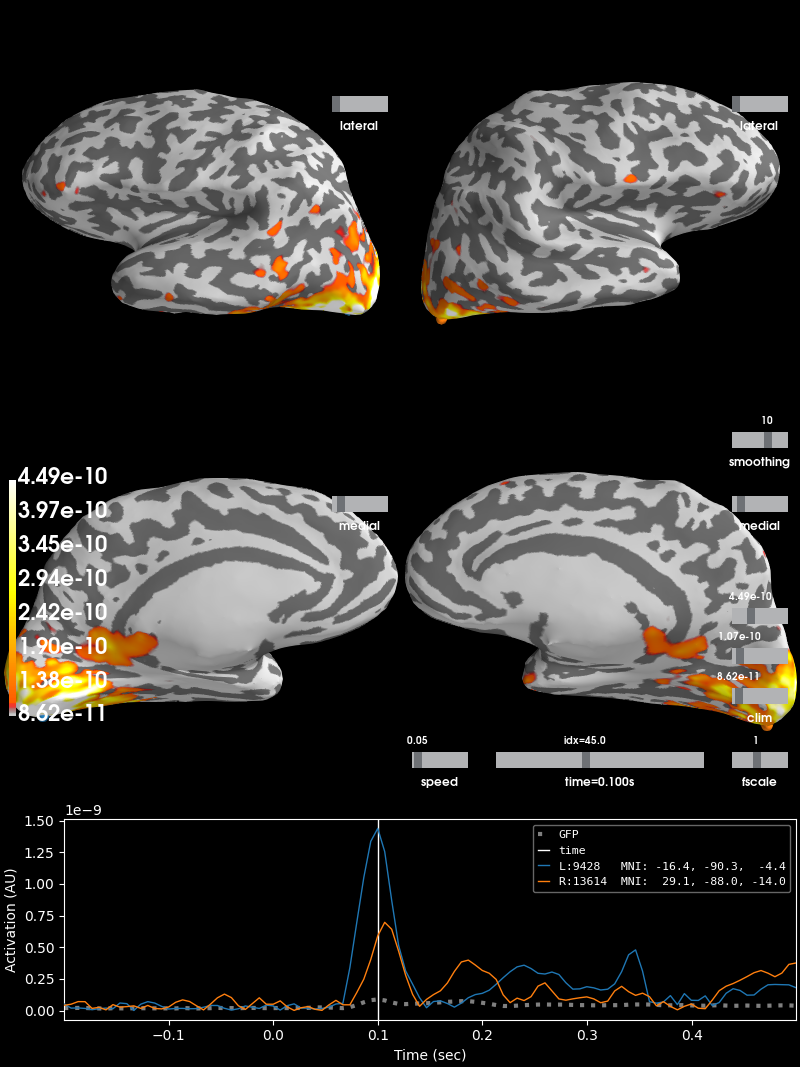 lateral
lateral
10
smoothing
4.49e-10
3.97e-10
3.45e-10
2.94e-10
2.42e-10
1.90e-10
1.38e-10
8.62e-11
medial
medial
4.49e-10
1.07e-10
8.62e-11
clim
0.05
speed
idx=45.0
time=0.100s
1
fscale
1e−9
1.50
1.25
1.00
0.75
0.50
0.25
0.00
Activation (AU)
GFP
time
L:9428 MNI: -16.4, -90.3, -4.4
R:13614 MNI: 29.1, -88.0, -14.0
−0.1 0.0 0.1 0.2 0.3 0.4
Time (sec)